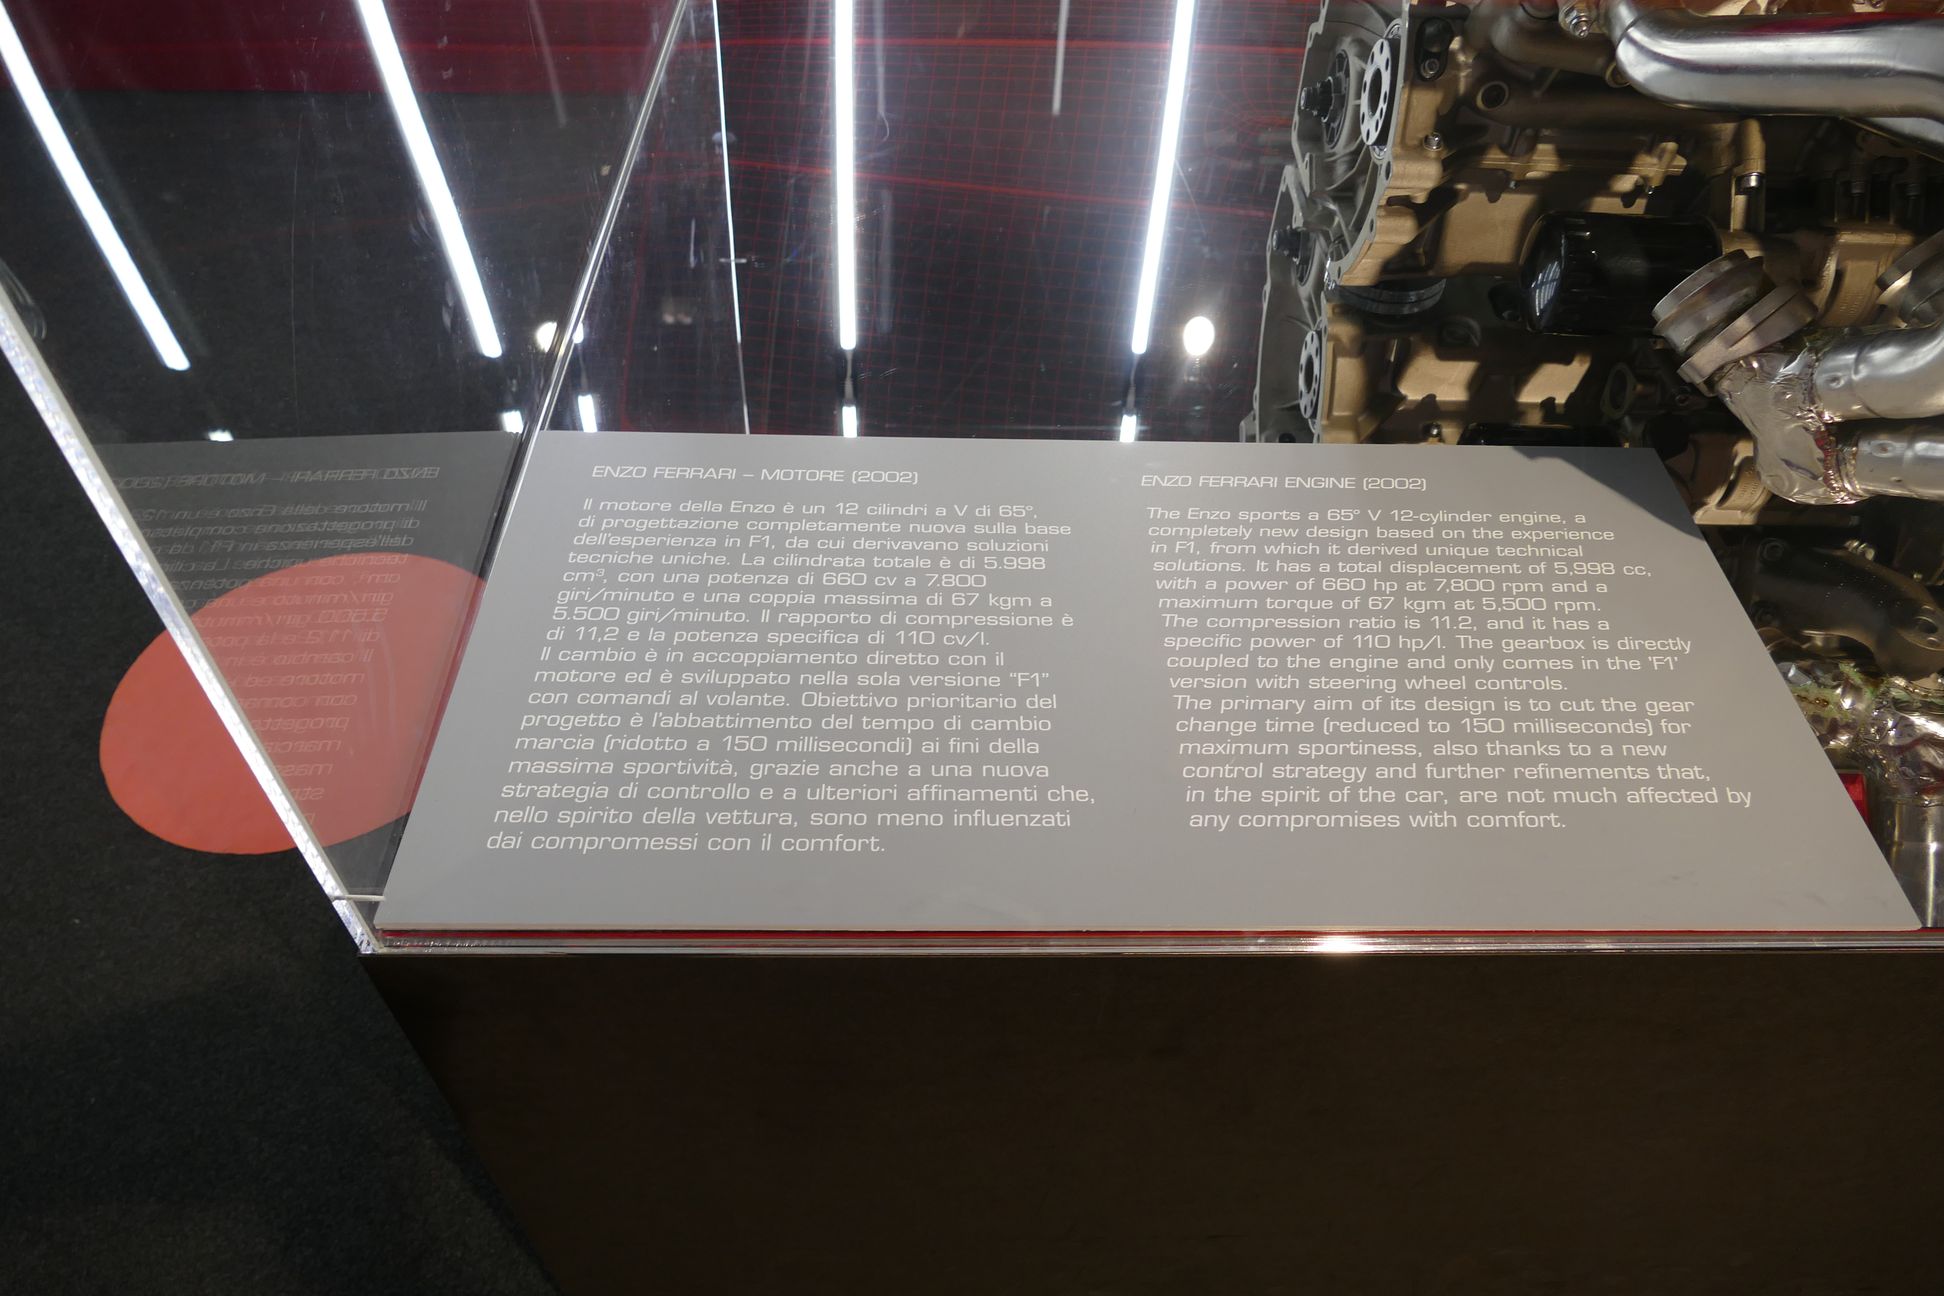 ENZO FERRARI – MOTORE (2002)
Il motore della Enzo è un 12 cilindri a V di 65°,
di progettazione completamente nuova sulla base
dell'esperienza in F1, da cui derivavano soluzioni
tecniche uniche. La cilindrata totale è di 5.998
cm³, con una potenza di 660 cv a 7.800
giri/minuto e una coppia massima di 67 kgm a
5.500 giri/minuto. Il rapporto di compressione è
di 11,2 e la potenza specifica di 110 cv/l.
Il cambio è in accoppiamento diretto con il
motore ed è sviluppato nella sola versione “F1”
con comandi al volante. Obiettivo prioritario del
progetto è l'abbattimento del tempo di cambio
marcia (ridotto a 150 millisecondi) ai fini della
massima sportività, grazie anche a una nuova
strategia di controllo e a ulteriori affinamenti che,
nello spirito della vettura, sono meno influenzati
dai compromessi con il comfort.
ENZO FERRARI ENGINE (2002)
The Enzo sports a 65° V 12-cylinder engine, a
completely new design based on the experience
in F1, from which it derived unique technical
solutions. It has a total displacement of 5,998 cc,
with a power of 660 hp at 7,800 rpm and a
maximum torque of 67 kgm at 5,500 rpm.
The compression ratio is 11.2, and it has a
specific power of 110 hp/l. The gearbox is directly
coupled to the engine and only comes in the 'F1'
version with steering wheel controls.
The primary aim of its design is to cut the gear
change time (reduced to 150 milliseconds) for
maximum sportiness, also thanks to a new
control strategy and further refinements that,
in the spirit of the car, are not much affected by
any compromises with comfort.